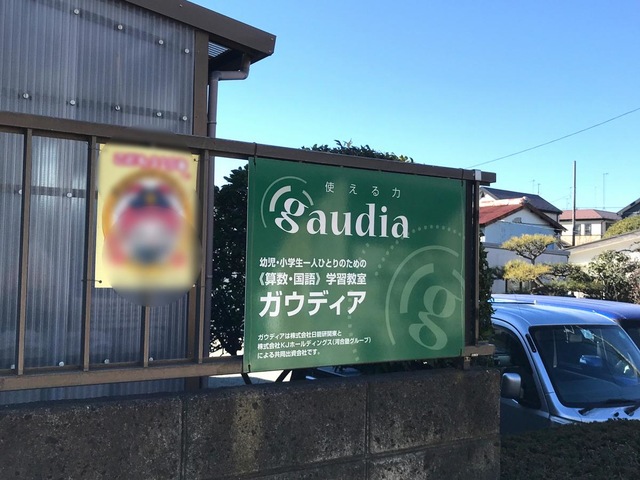 使える力
gaudia
幼児・小学生一人ひとりのための
《算数・国語》学習教室
ガウディア
ガウディアは株式会社日能研関東と
株式会社KJホールディングス(河合塾グループ)
による共同出資会社です。
g